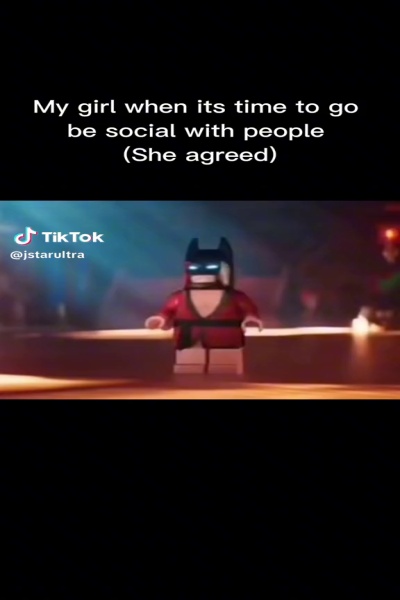 My girl when its time to go
be social with people
(She agreed)
TikTok
@jstarultra